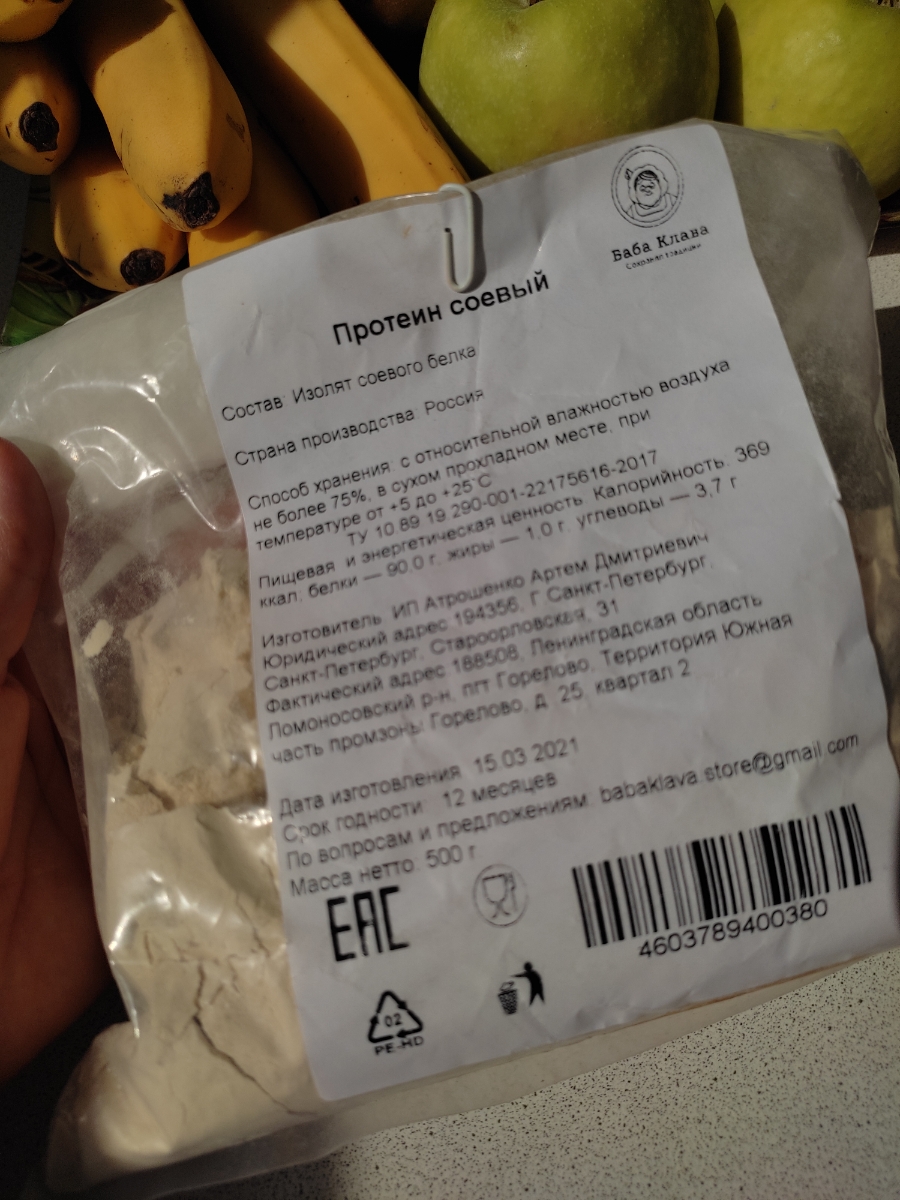 Баба Клава
Сохраняя традиции
Протеин соевый
Состав: Изолят соевого белка
Страна производства: Россия
Способ хранения: с относительной влажностью воздуха
не более 75%, в сухом прохладном месте, при
температуре от +5 до +25°С
ТУ 10.89.19.290-001-22175616-2017
Пищевая и энергетическая ценность: Калорийность: 369
ккал, белки — 90,0 г, жиры — 1,0 г, углеводы — 3,7 г
Изготовитель: ИП Атрошенко Артем Дмитриевич
Юридический адрес 194356, Г Санкт-Петербург,
Санкт-Петербург, Староорловская, 31
Фактический адрес 188508, Ленинградская область
Ломоносовский р-н, пгт Горелово, Территория Южная
часть промзоны Горелово, д. 25, квартал 2
Дата изготовления: 15.03.2021
Срок годности: 12 месяцев
По вопросам и предложениям: babaklava.store@gmail.com
Масса нетто: 500 г
ЕАС
4603789400380
02
PE-HD